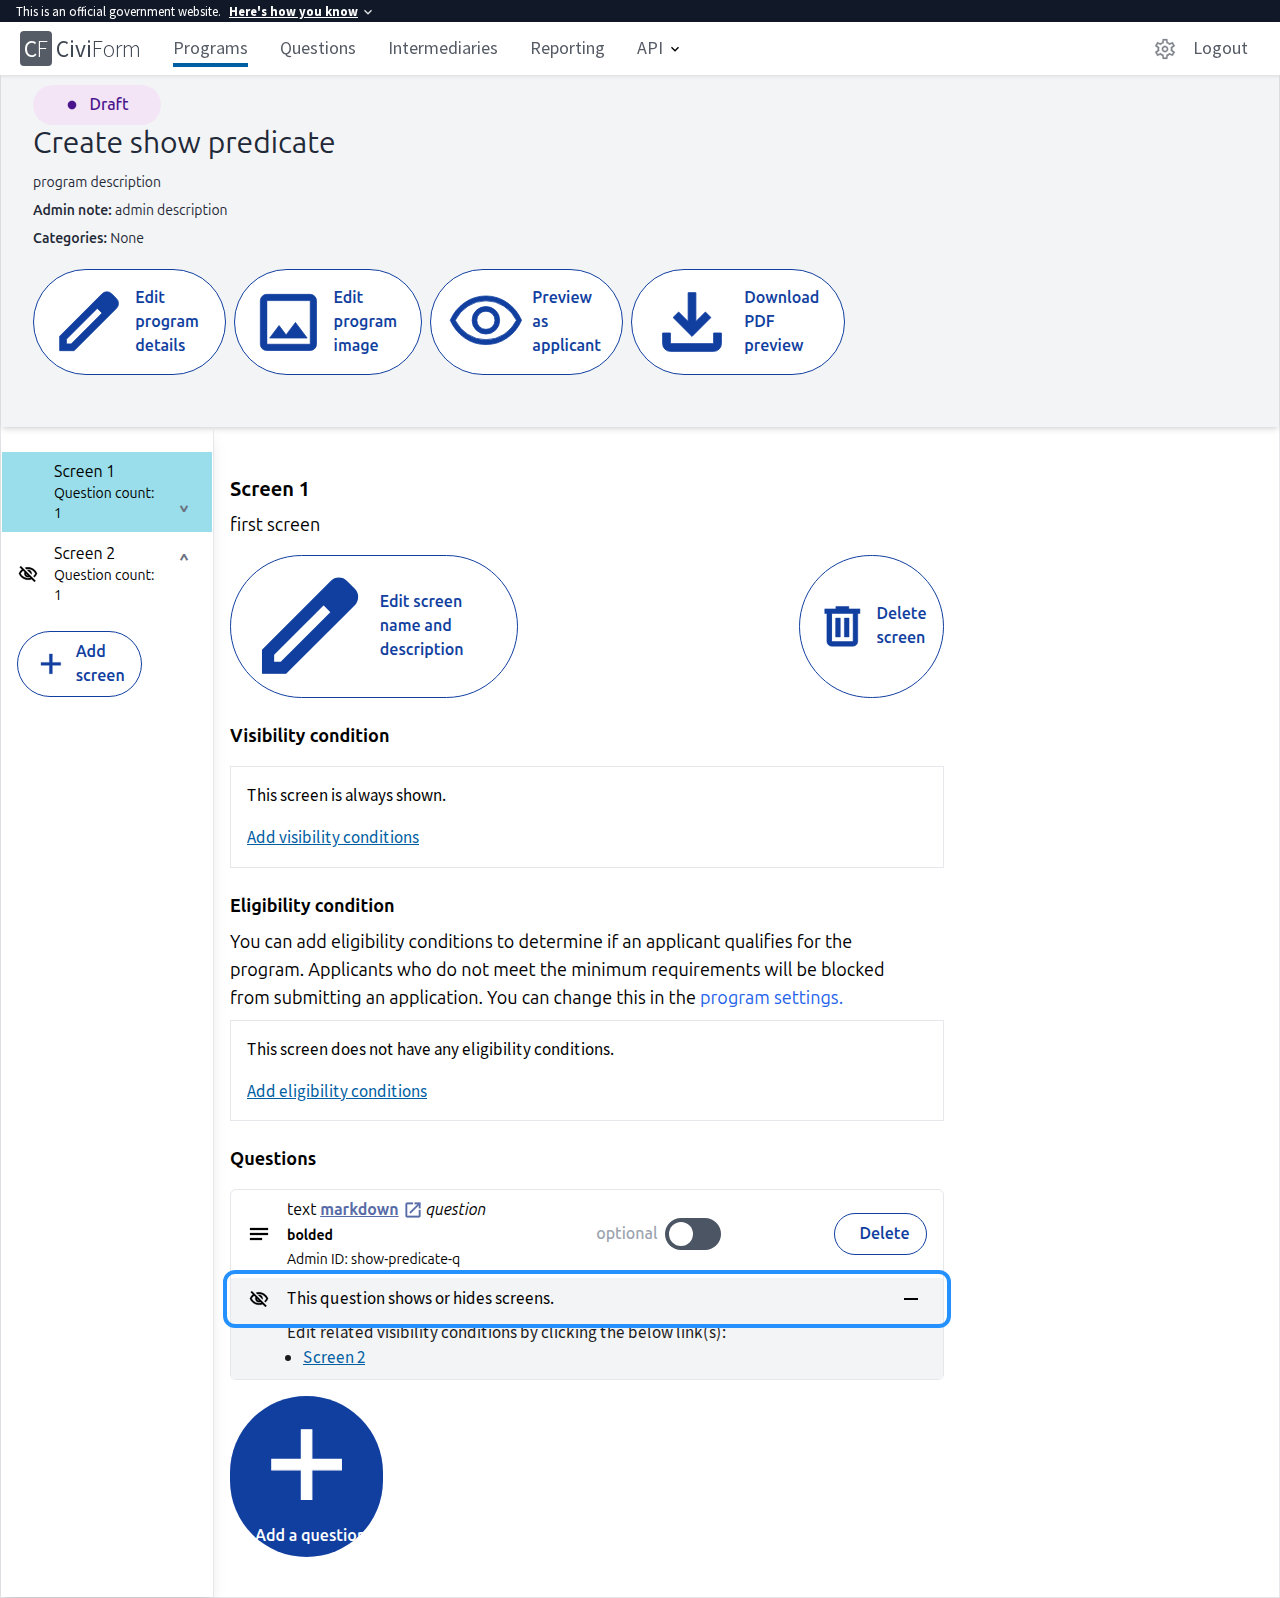 This is an official government website. Here's how you know
CF CiviForm Programs Questions Intermediaries Reporting API Logout
Draft
Create show predicate
program description
Admin note: admin description
Categories: None
Edit program details
Edit program image
Preview as applicant
Download PDF preview
Screen 1
Question count: 1
Screen 2
Question count: 1
Add screen
Screen 1
first screen
Edit screen name and description
Delete screen
Visibility condition
This screen is always shown.
Add visibility conditions
Eligibility condition
You can add eligibility conditions to determine if an applicant qualifies for the
program. Applicants who do not meet the minimum requirements will be blocked
from submitting an application. You can change this in the program settings.
This screen does not have any eligibility conditions.
Add eligibility conditions
Questions
text markdown question
bolded
Admin ID: show-predicate-q
optional
Delete
This question shows or hides screens.
Edit related visibility conditions by clicking the below link(s):
Screen 2
Add a question